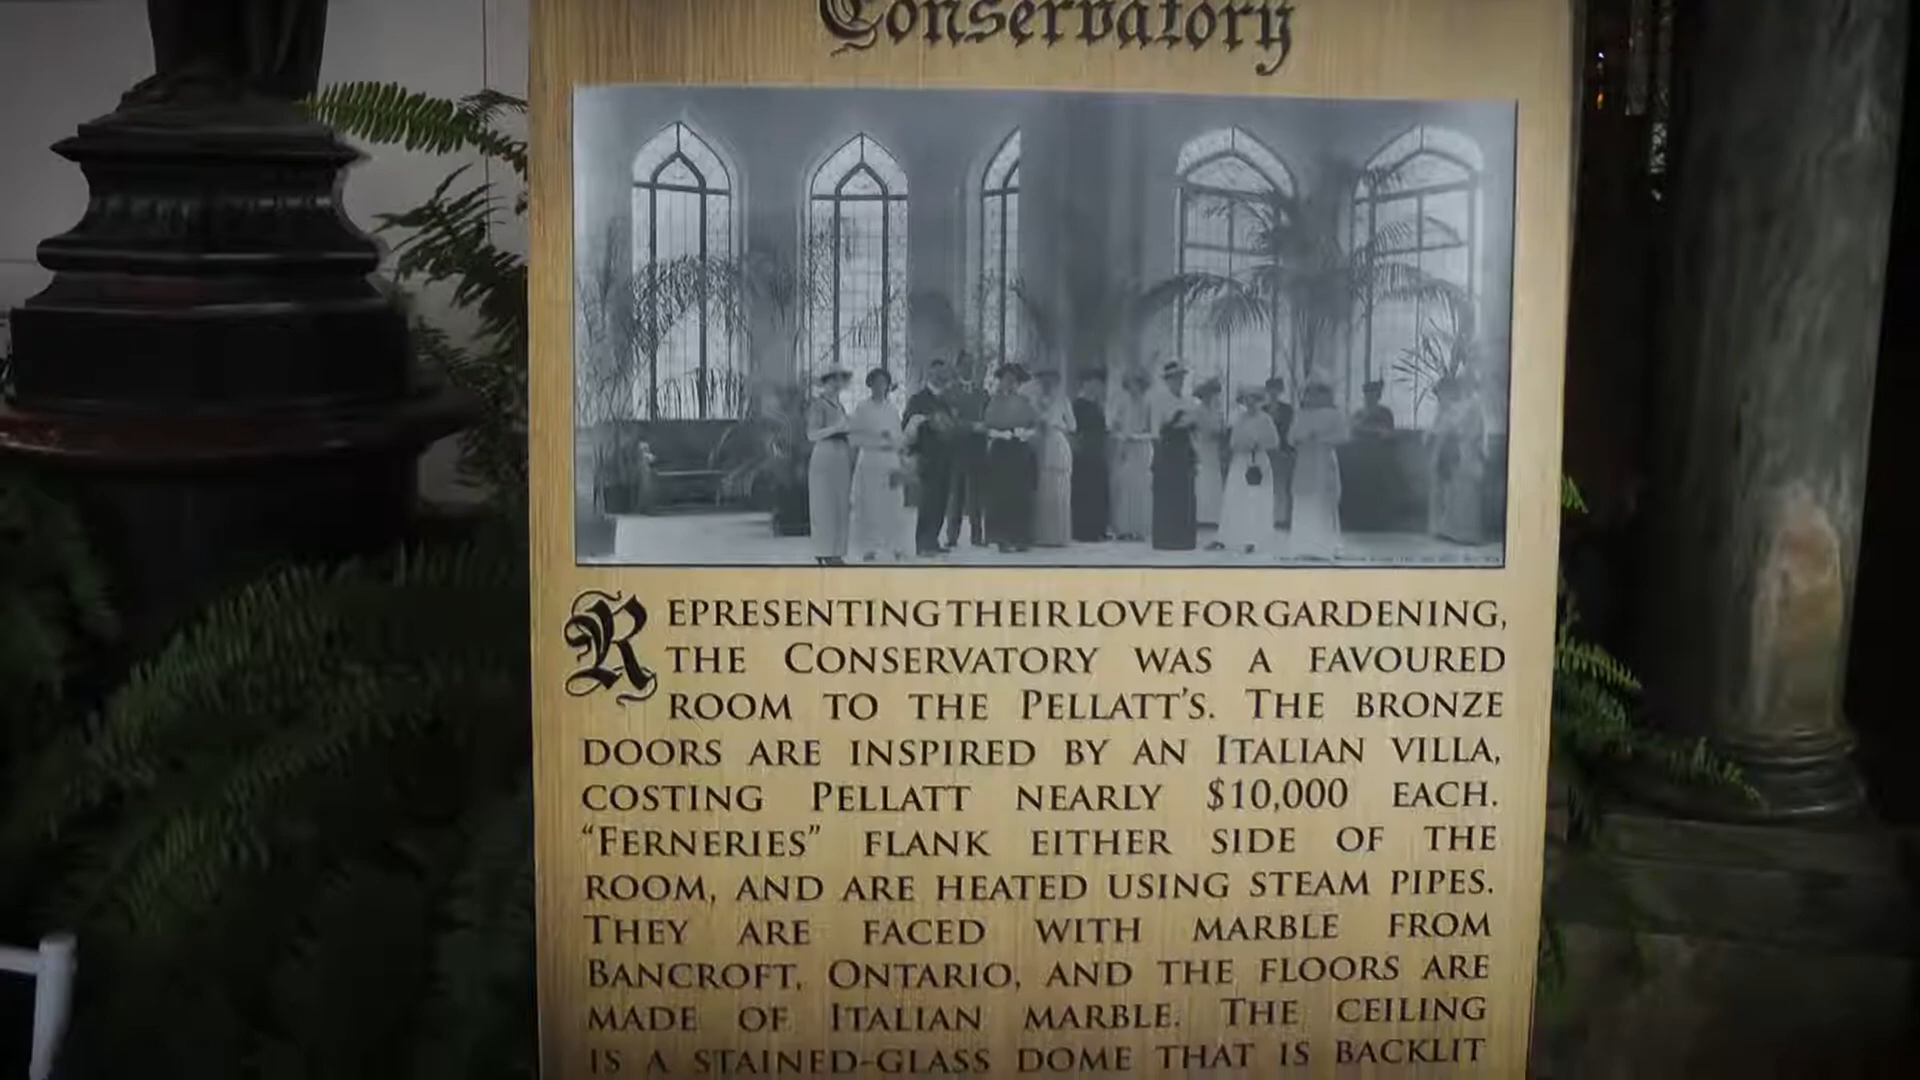 Conservatory
REPRESENTING THEIR LOVE FOR GARDENING,
THE CONSERVATORY WAS A FAVOURED
ROOM TO THE PELLATT'S. THE BRONZE
DOORS ARE INSPIRED BY AN ITALIAN VILLA,
COSTING PELLATT NEARLY $10,000 EACH.
“FERNERIES” FLANK EITHER SIDE OF THE
ROOM, AND ARE HEATED USING STEAM PIPES.
THEY ARE FACED WITH MARBLE FROM
BANCROFT, ONTARIO, AND THE FLOORS ARE
MADE OF ITALIAN MARBLE. THE CEILING
IS A STAINED-GLASS DOME THAT IS BACKLIT